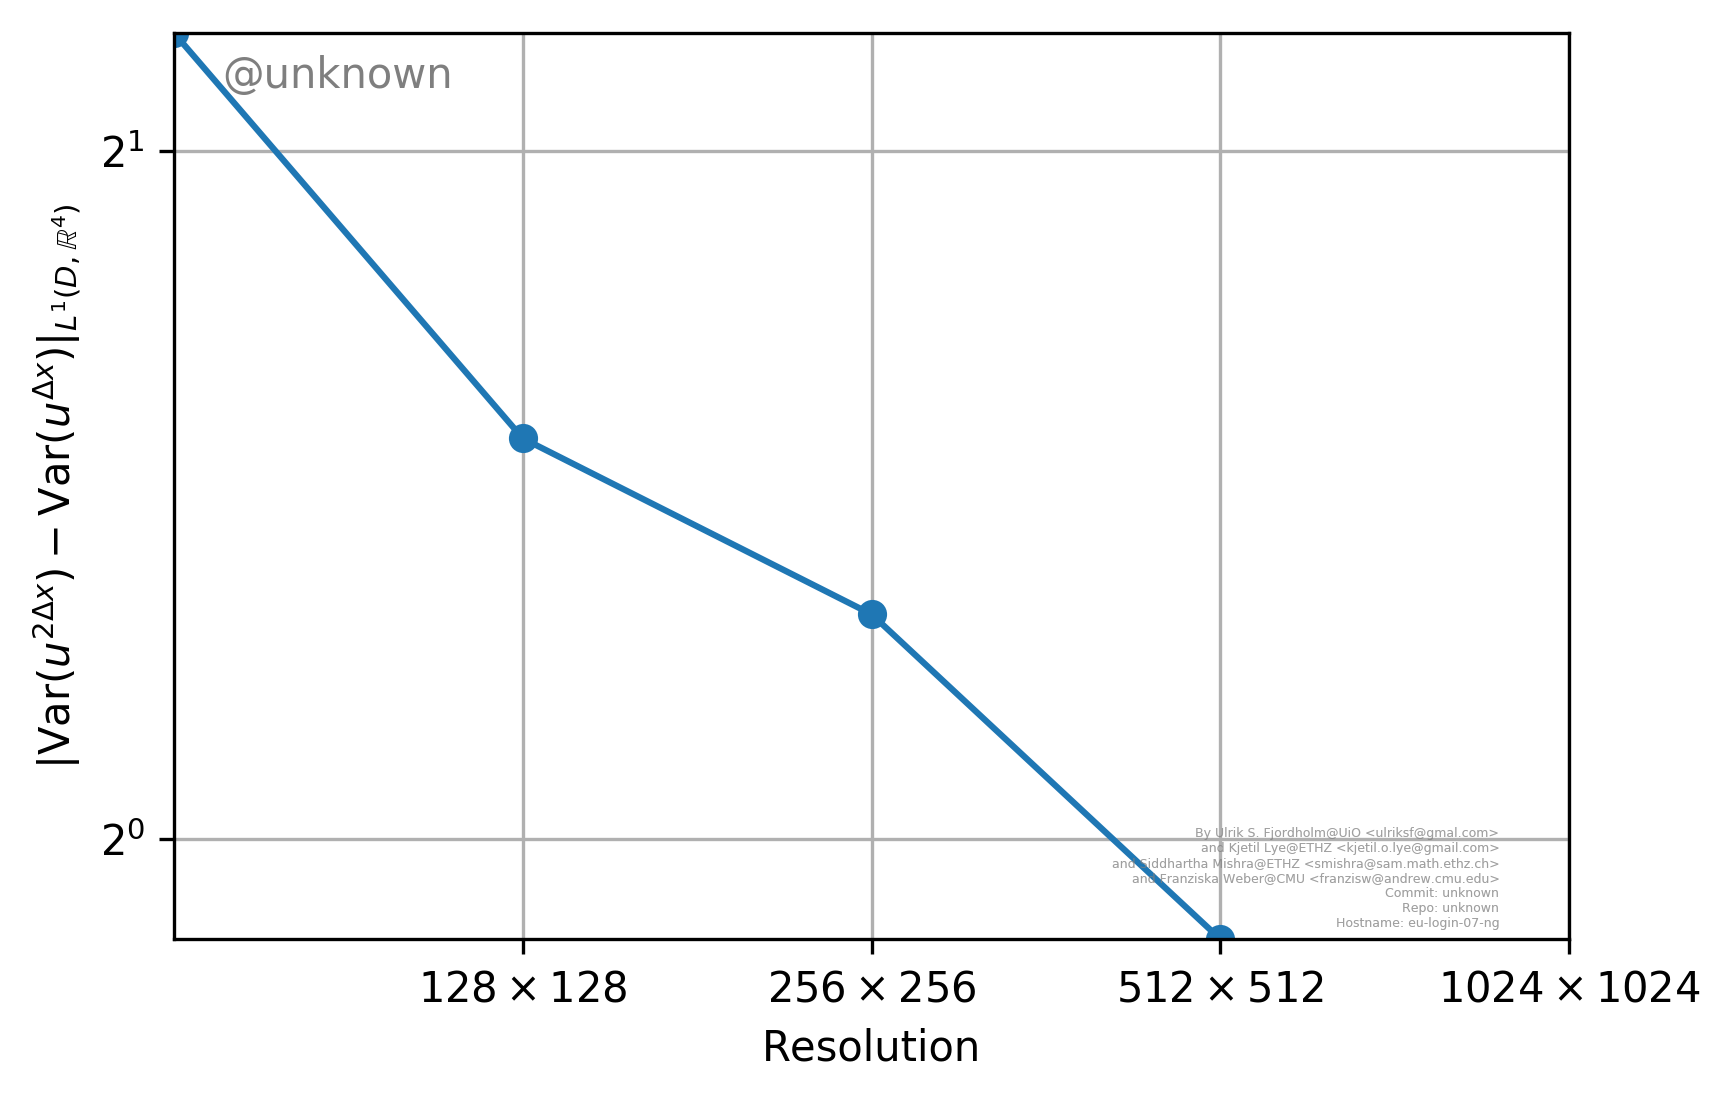 @unknown
2^1
|Var(u^{2Δx}) − Var(u^{Δx})|_{L^1(D, ℝ^4)}
2^0
By Ulrik S. Fjordholm@UiO <ulriksf@gmal.com>
and Kjetil Lye@ETHZ <kjetil.o.lye@gmail.com>
and Siddhartha Mishra@ETHZ <smishra@sam.math.ethz.ch>
and Franziska Weber@CMU <franzisw@andrew.cmu.edu>
Commit: unknown
Repo: unknown
Hostname: eu-login-07-ng
128 × 128 256 × 256 512 × 512 1024 × 1024
Resolution